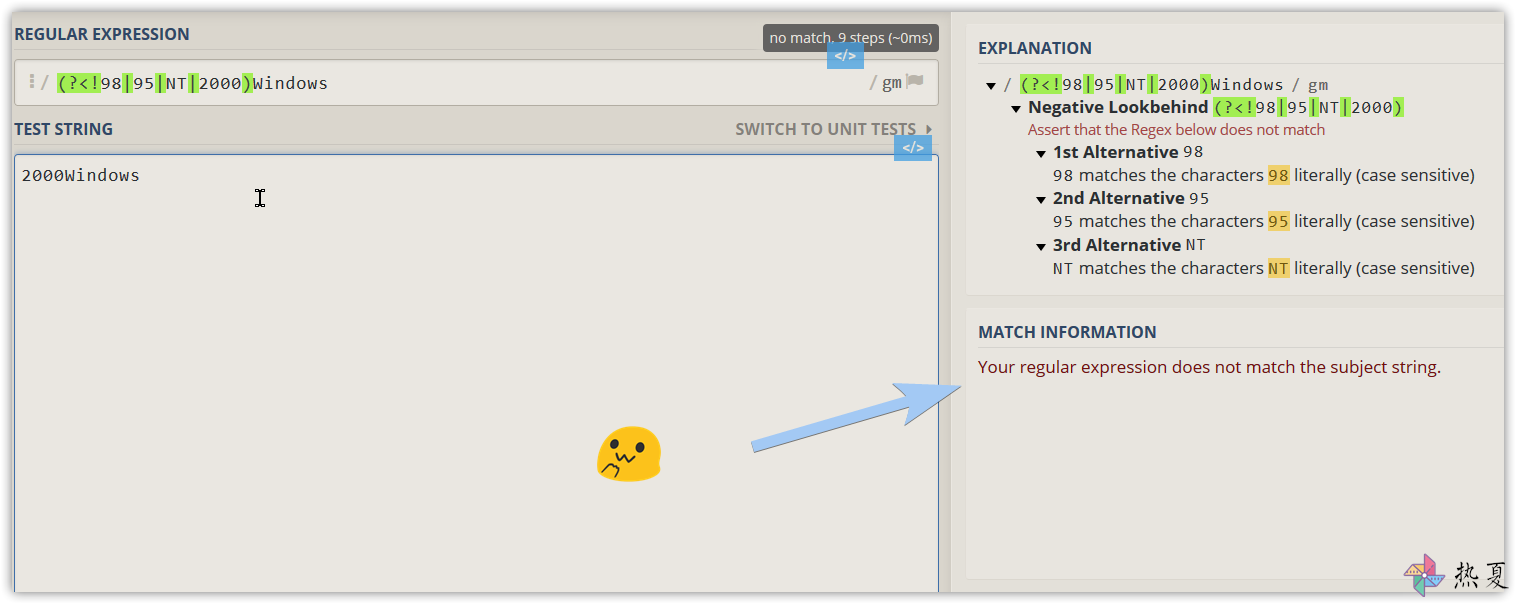 REGULAR EXPRESSION
no match, 9 steps (~0ms)
</>
/ (?<!98|95|NT|2000)Windows / gm
TEST STRING
SWITCH TO UNIT TESTS
</>
2000Windows
EXPLANATION
/ (?<!98|95|NT|2000)Windows / gm
Negative Lookbehind (?<!98|95|NT|2000)
Assert that the Regex below does not match
1st Alternative 98
98 matches the characters 98 literally (case sensitive)
2nd Alternative 95
95 matches the characters 95 literally (case sensitive)
3rd Alternative NT
NT matches the characters NT literally (case sensitive)
MATCH INFORMATION
Your regular expression does not match the subject string.
热夏